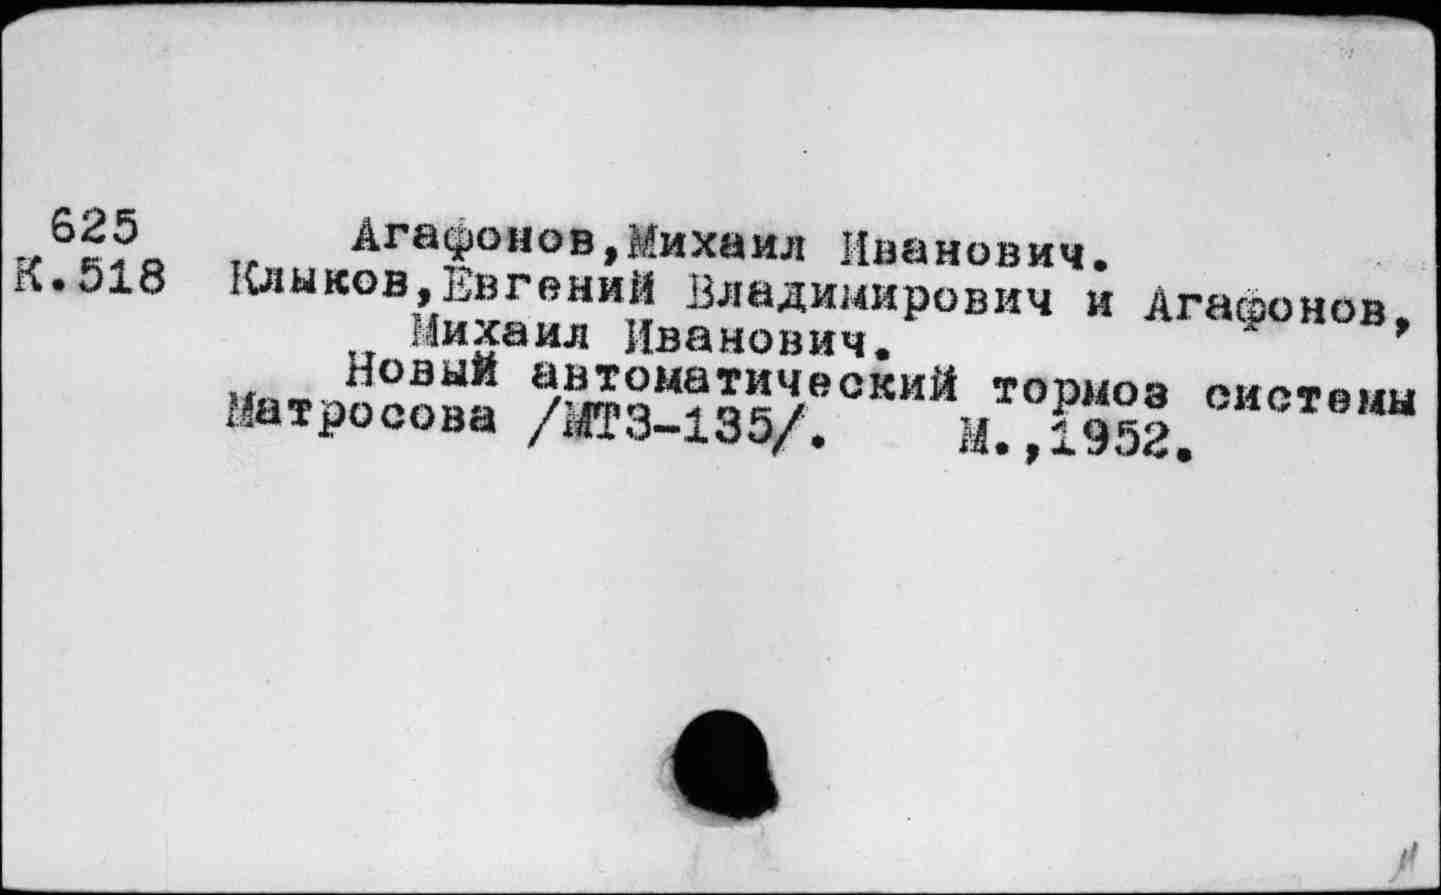 625 Агафонов,Михаил Иванович.
К.518 Клыков,Евгений Владимирович и Агафонов,
Михаил Иванович.
Новый автоматический тормоз системы
Матросова /МТЗ-135/. М.,1952.